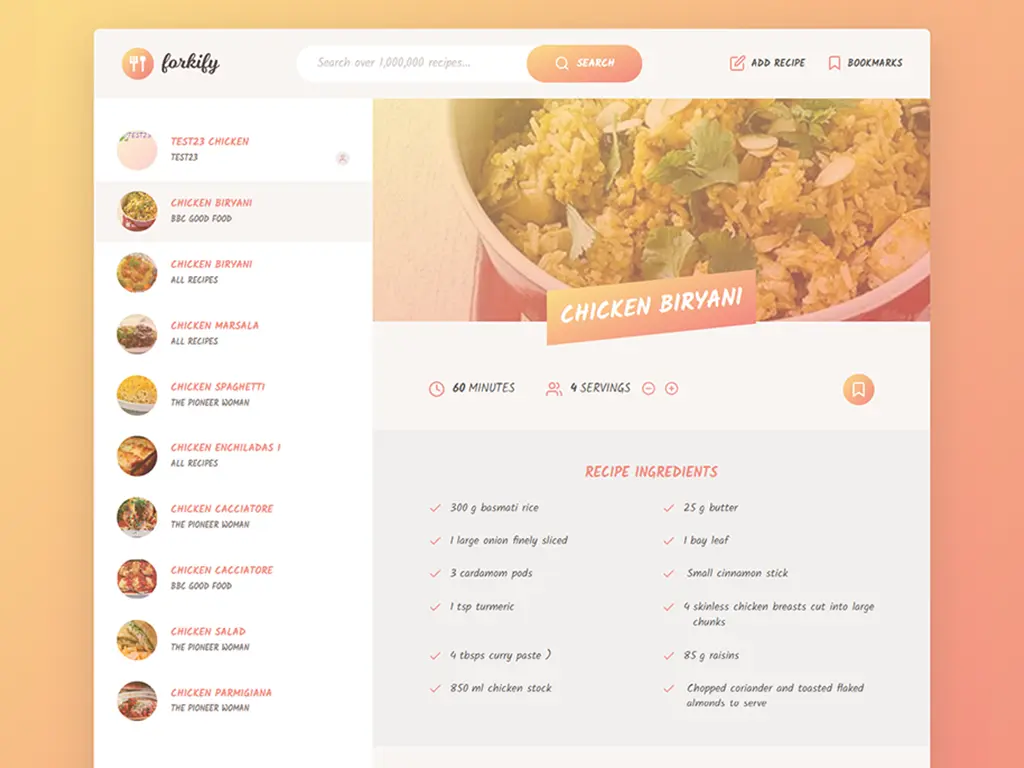 forkify
Search over 1,000,000 recipes...
SEARCH
ADD RECIPE
BOOKMARKS
TEST23
TEST23 CHICKEN
TEST23
CHICKEN BIRYANI
BBC GOOD FOOD
CHICKEN BIRYANI
ALL RECIPES
CHICKEN MARSALA
ALL RECIPES
CHICKEN SPAGHETTI
THE PIONEER WOMAN
CHICKEN ENCHILADAS I
ALL RECIPES
CHICKEN CACCIATORE
THE PIONEER WOMAN
CHICKEN CACCIATORE
BBC GOOD FOOD
CHICKEN SALAD
THE PIONEER WOMAN
CHICKEN PARMIGIANA
THE PIONEER WOMAN
CHICKEN BIRYANI
60 MINUTES
4 SERVINGS
RECIPE INGREDIENTS
300 g basmati rice
25 g butter
1 large onion finely sliced
1 bay leaf
3 cardamom pods
Small cinnamon stick
1 tsp turmeric
4 skinless chicken breasts cut into large
chunks
4 tbsps curry paste )
85 g raisins
850 ml chicken stock
Chopped coriander and toasted flaked
almonds to serve